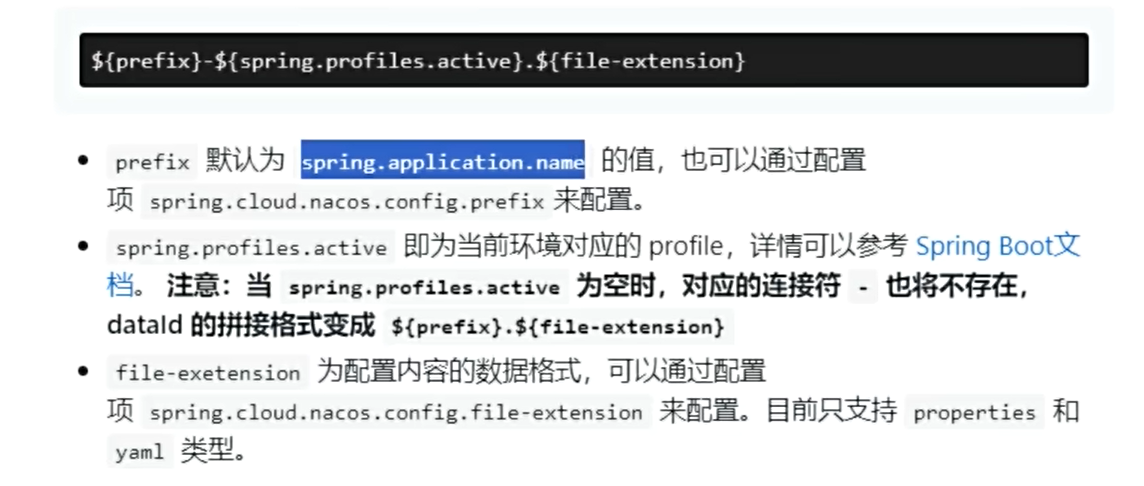 ${prefix}-${spring.profiles.active}.${file-extension}
prefix 默认为 spring.application.name 的值，也可以通过配置
项 spring.cloud.nacos.config.prefix 来配置。
spring.profiles.active 即为当前环境对应的 profile，详情可以参考 Spring Boot文
档。 注意：当 spring.profiles.active 为空时，对应的连接符 - 也将不存在，
dataId 的拼接格式变成 ${prefix}.${file-extension}
file-exetension 为配置内容的数据格式，可以通过配置
项 spring.cloud.nacos.config.file-extension 来配置。目前只支持 properties 和
yaml 类型。